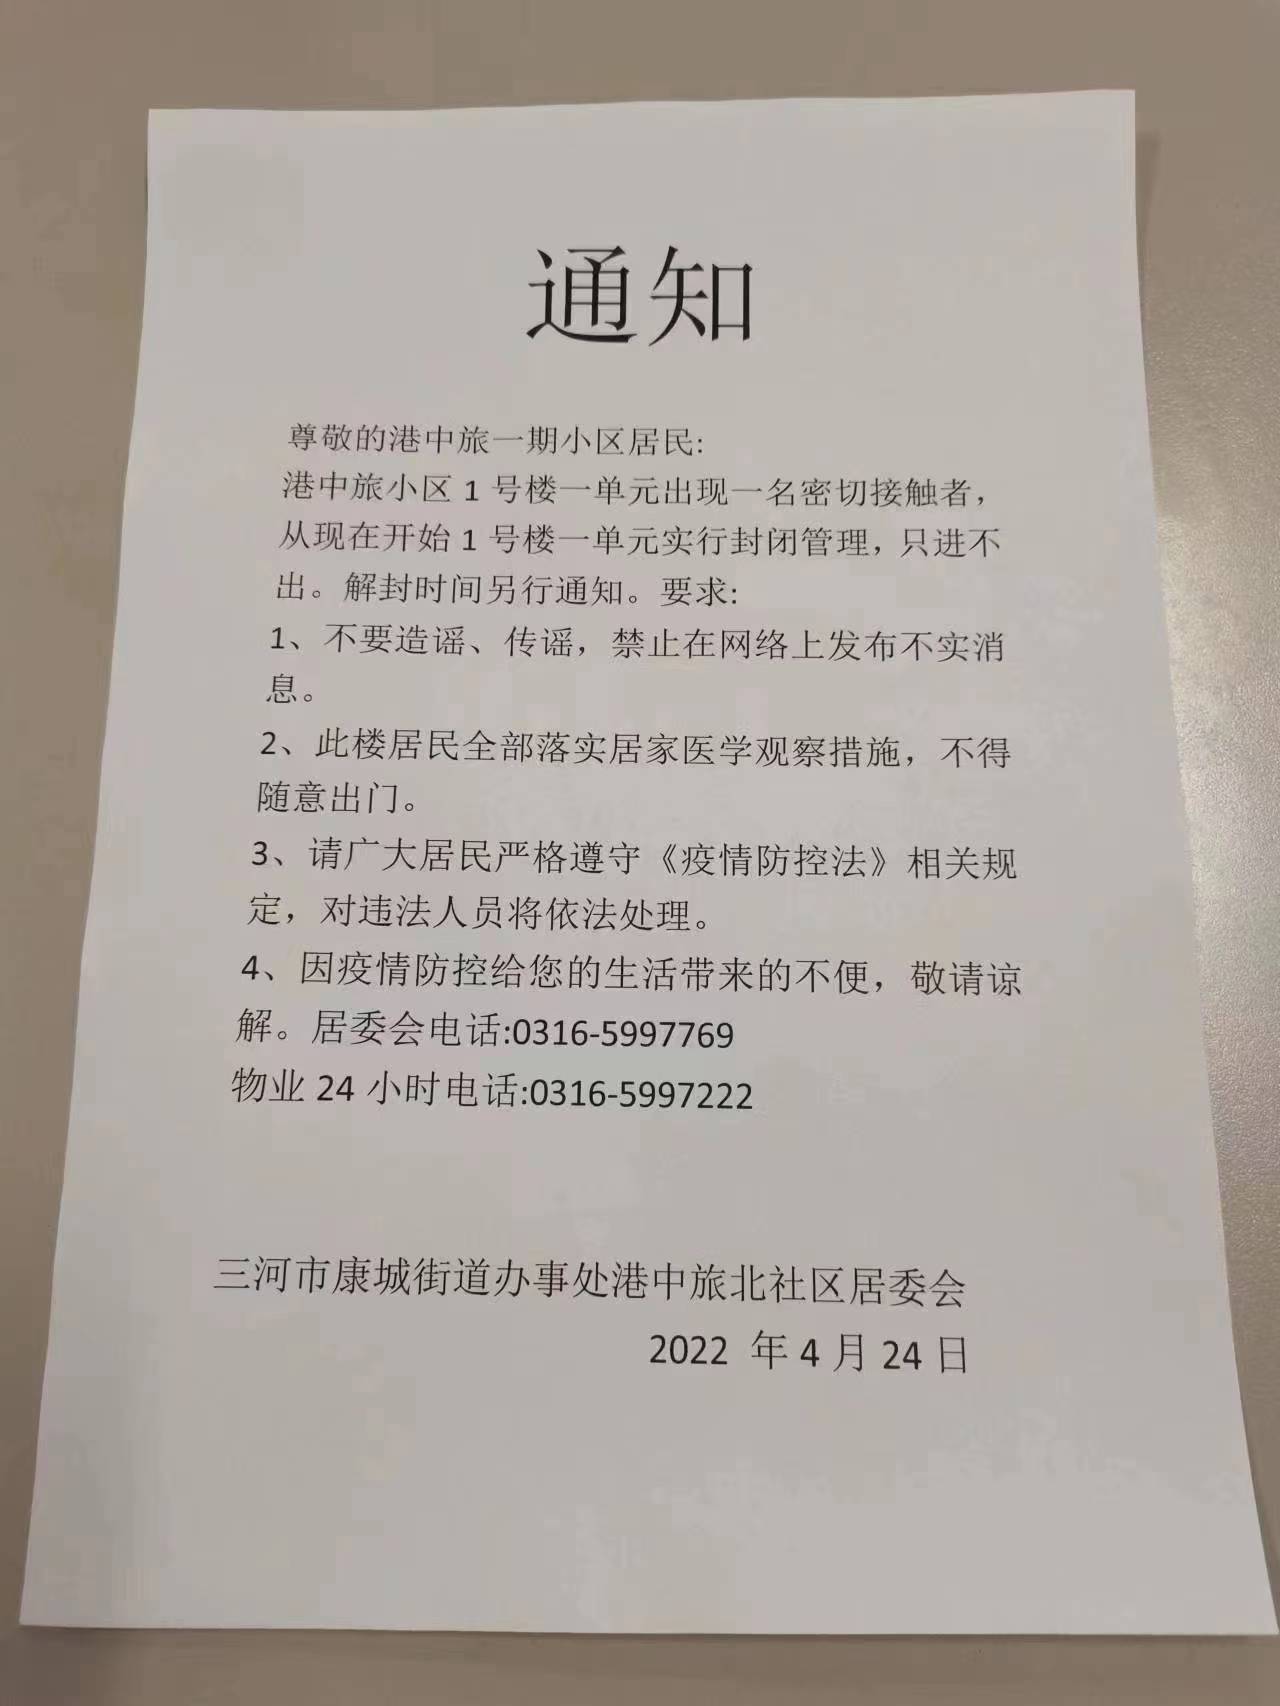 通知
尊敬的港中旅一期小区居民:
港中旅小区 1 号楼一单元出现一名密切接触者，
从现在开始 1 号楼一单元实行封闭管理，只进不
出。解封时间另行通知。要求:
1、不要造谣、传谣，禁止在网络上发布不实消
息。
2、此楼居民全部落实居家医学观察措施，不得
随意出门。
3、请广大居民严格遵守《疫情防控法》相关规
定，对违法人员将依法处理。
4、因疫情防控给您的生活带来的不便，敬请谅
解。居委会电话:0316-5997769
物业 24 小时电话:0316-5997222
三河市康城街道办事处港中旅北社区居委会
2022 年 4 月 24 日